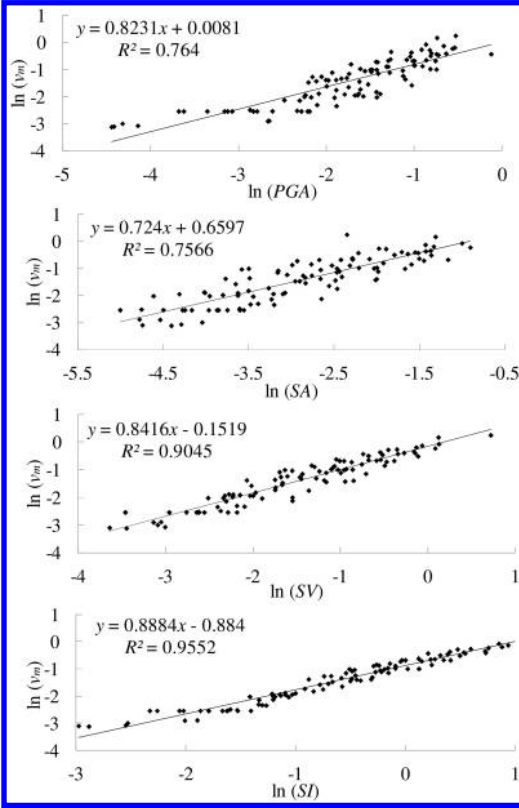 y = 0.8231x + 0.0081
R² = 0.764
1
0
-1
-2
-3
-4
ln (vm)
-5 -4 -3 -2 -1 0
ln (PGA)
y = 0.724x + 0.6597
R² = 0.7566
1
0
-1
-2
-3
-4
ln (vm)
-5.5 -4.5 -3.5 -2.5 -1.5 -0.5
ln (SA)
y = 0.8416x - 0.1519
R² = 0.9045
1
0
-1
-2
-3
-4
ln (vm)
-4 -3 -2 -1 0 1
ln (SV)
y = 0.8884x - 0.884
R² = 0.9552
1
0
-1
-2
-3
-4
ln (vm)
-3 -2 -1 0 1
ln (SI)